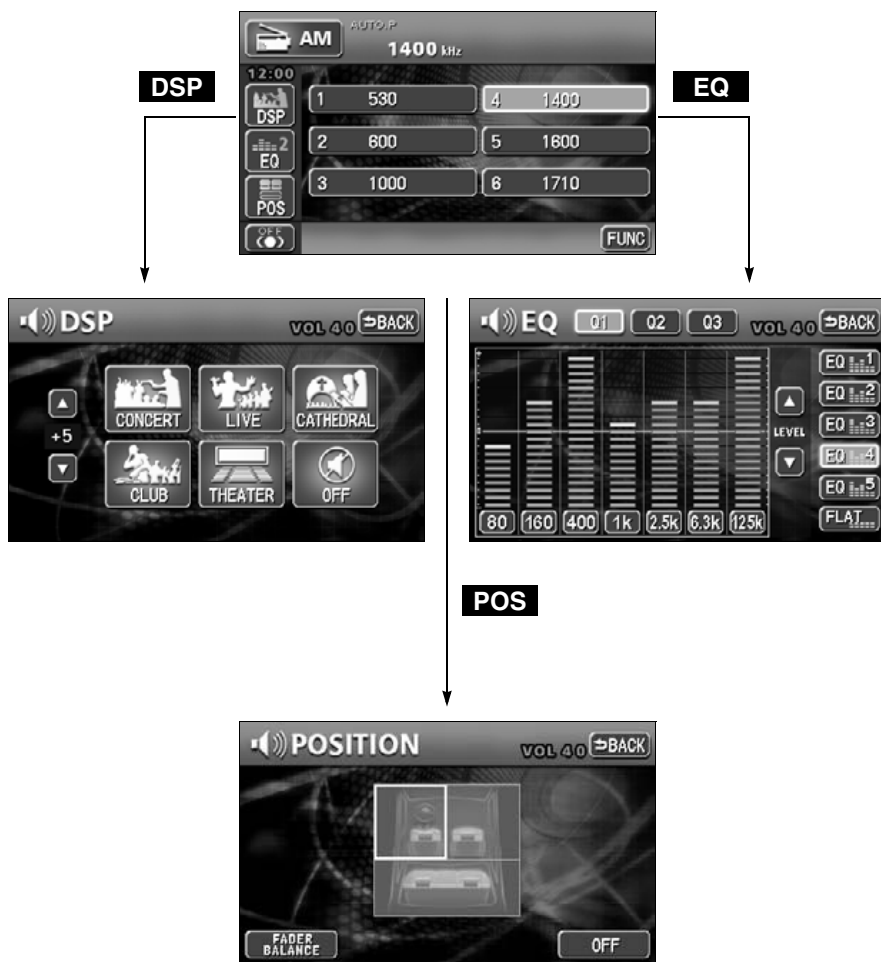 AM
AUTO.P
1400 kHz
12:00
DSP
EQ 2
POS
OFF
1 530
2 600
3 1000
4 1400
5 1600
6 1710
FUNC
DSP
EQ
DSP
VOL 40
BACK
+5
CONCERT
LIVE
CATHEDRAL
CLUB
THEATER
OFF
EQ
Q1
Q2
Q3
VOL 40
BACK
LEVEL
EQ 1
EQ 2
EQ 3
EQ 4
EQ 5
FLAT
80 160 400 1k 2.5k 6.3k 125k
POS
POSITION
VOL 40
BACK
FADER
BALANCE
OFF